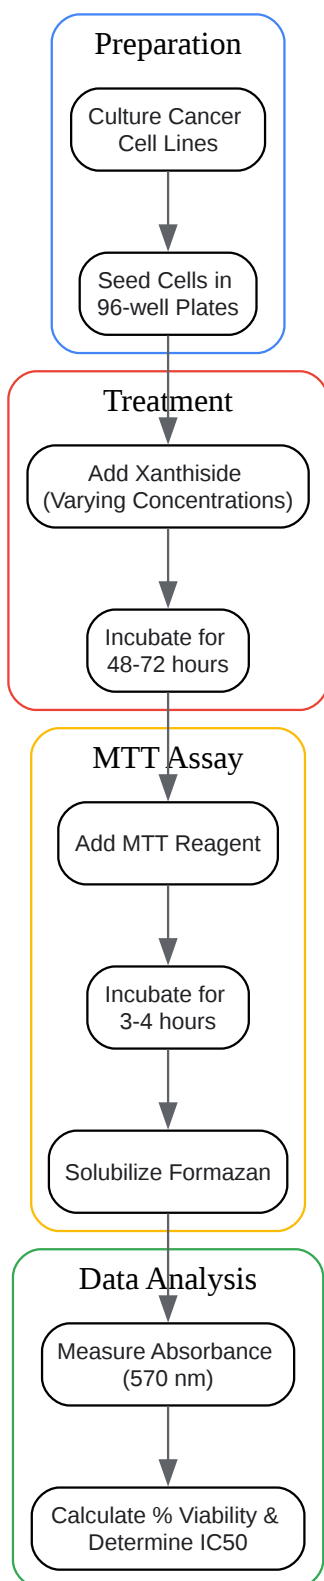 Preparation
Culture Cancer
Cell Lines
Seed Cells in
96-well Plates
Treatment
Add Xanthiside
(Varying Concentrations)
Incubate for
48-72 hours
MTT Assay
Add MTT Reagent
Incubate for
3-4 hours
Solubilize Formazan
Data Analysis
Measure Absorbance
(570 nm)
Calculate % Viability &
Determine IC50